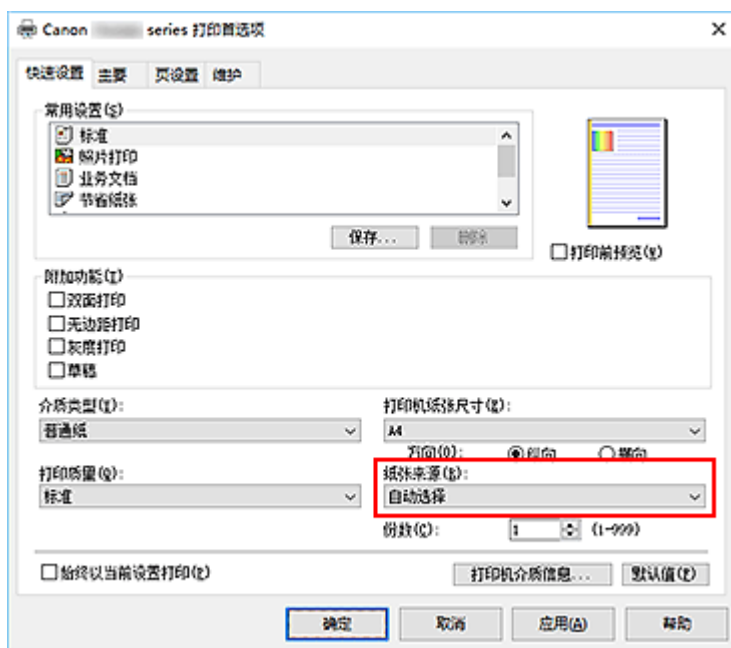 Canon series 打印首选项
快速设置 主要 页设置 维护
常用设置(S)
标准
照片打印
业务文档
节省纸张
保存... 删除
打印前预览(V)
附加功能(T)
双面打印
无边距打印
灰度打印
草稿
介质类型(I): 打印机纸张尺寸(Z):
普通纸 A4
方向(O): 纵向 横向
打印质量(Q): 纸张来源(R):
标准 自动选择
份数(C): 1 (1-999)
始终以当前设置打印(E)
打印机介质信息... 默认值(F)
确定 取消 应用(A) 帮助